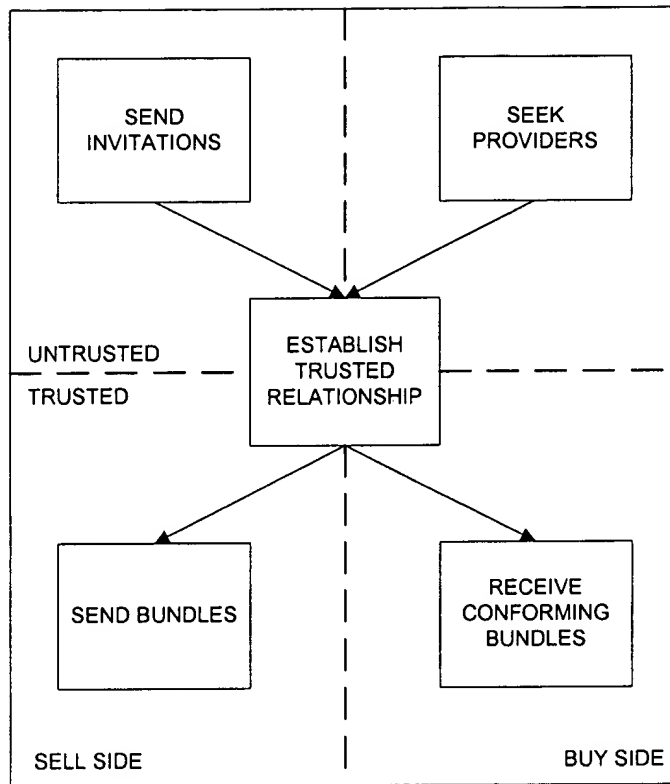 SEND
INVITATIONS
SEEK
PROVIDERS
UNTRUSTED
TRUSTED
ESTABLISH
TRUSTED
RELATIONSHIP
SEND BUNDLES
RECEIVE
CONFORMING
BUNDLES
SELL SIDE
BUY SIDE